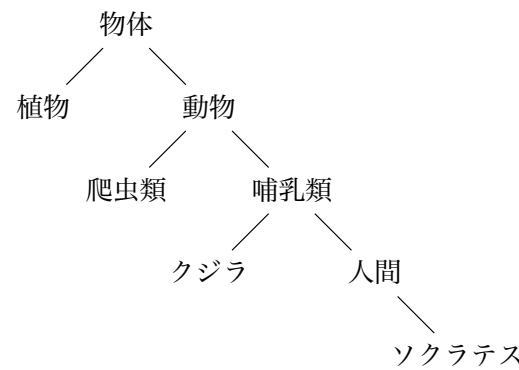 物体
植物 動物
爬虫類 哺乳類
クジラ 人間
ソクラテス